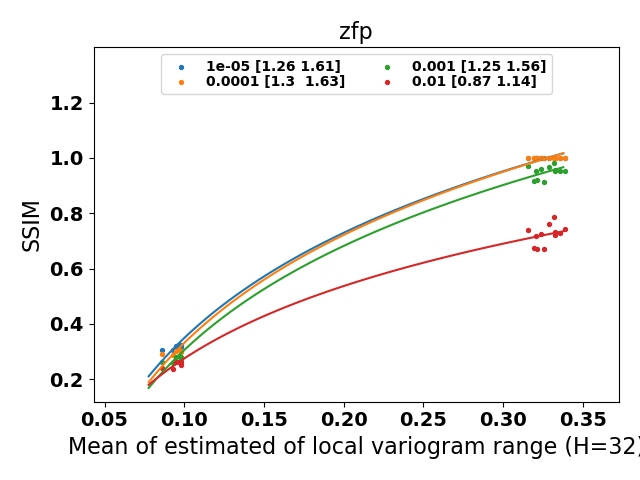 zfp
1e-05 [1.26 1.61]
0.0001 [1.3  1.63]
0.001 [1.25 1.56]
0.01 [0.87 1.14]
SSIM
1.2
1.0
0.8
0.6
0.4
0.2
0.05 0.10 0.15 0.20 0.25 0.30 0.35
Mean of estimated of local variogram range (H=32)